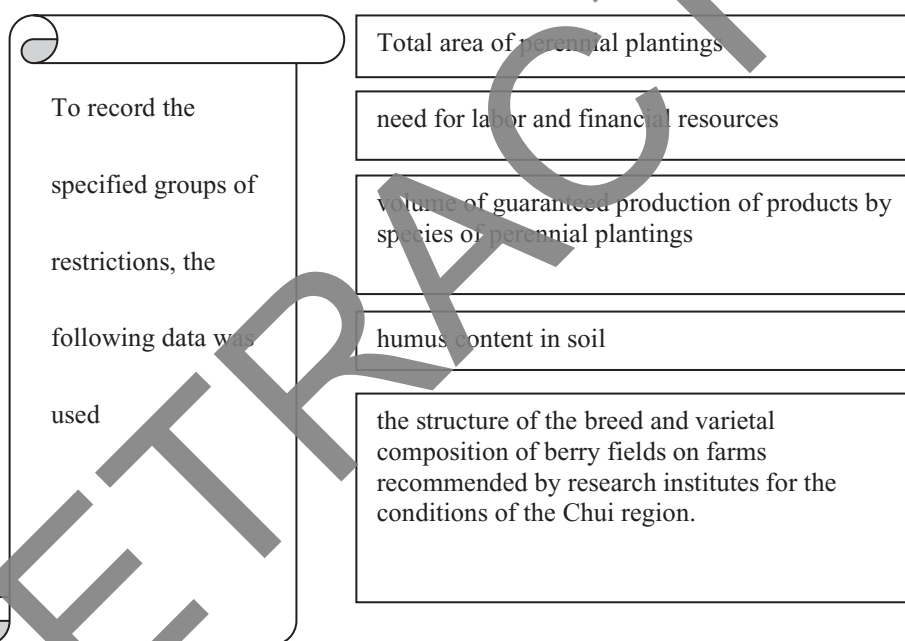 To record the
specified groups of
restrictions, the
following data was
used
Total area of perennial plantings
need for labor and financial resources
volume of guaranteed production of products by
species of perennial plantings
humus content in soil
the structure of the breed and varietal
composition of berry fields on farms
recommended by research institutes for the
conditions of the Chui region.
ETRACT